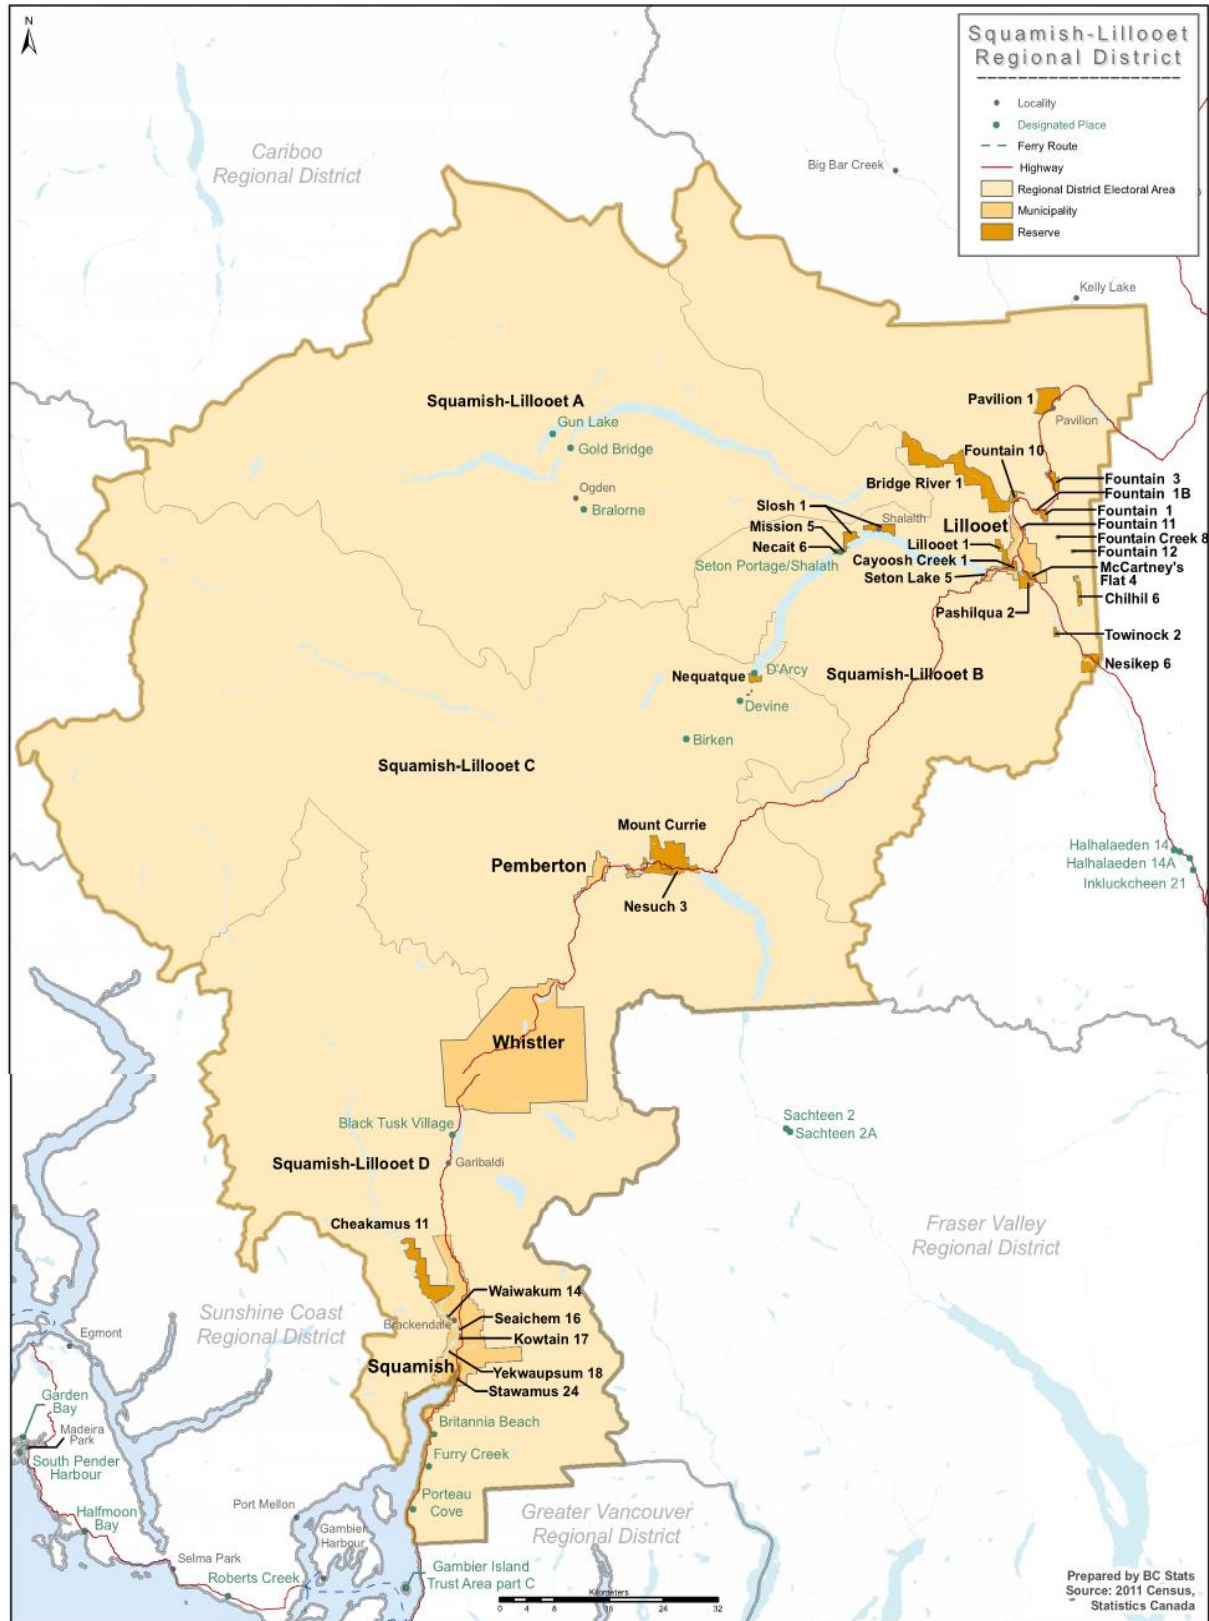 N
Squamish-Lillooet
Regional District
Locality
Designated Place
Ferry Route
Highway
Regional District Electoral Area
Municipality
Reserve
Cariboo
Regional District
Big Bar Creek
Kelly Lake
Squamish-Lillooet A
Gun Lake
Gold Bridge
Ogden
Bralorne
Pavilion 1
Pavilion
Fountain 10
Bridge River 1
Fountain 3
Fountain 1B
Fountain 1
Fountain 11
Fountain Creek 8
Fountain 12
McCartney's
Flat 4
Chilhil 6
Towinock 2
Nesikep 6
Slosh 1
Shalalth
Mission 5
Necait 6
Seton Portage/Shalath
Lillooet
Lillooet 1
Cayoosh Creek 1
Seton Lake 5
Pashilqua 2
Nequatque
D'Arcy
Devine
Birken
Squamish-Lillooet B
Squamish-Lillooet C
Mount Currie
Pemberton
Nesuch 3
Halhalaeden 14
Halhalaeden 14A
Inkluckcheen 21
Whistler
Black Tusk Village
Squamish-Lillooet D
Garibaldi
Sachteen 2
Sachteen 2A
Cheakamus 11
Fraser Valley
Regional District
Waiwakum 14
Brackendale
Seaichem 16
Kowtain 17
Squamish
Yekwaupsum 18
Stawamus 24
Sunshine Coast
Regional District
Egmont
Garden
Bay
Madeira
Park
South Pender
Harbour
Halfmoon
Bay
Britannia Beach
Furry Creek
Porteau
Cove
Port Mellon
Gambier
Harbour
Greater Vancouver
Regional District
Selma Park
Roberts Creek
Gambier Island
Trust Area part C
Kilometers
0 4 8 16 24 32
Prepared by BC Stats
Source: 2011 Census,
Statistics Canada